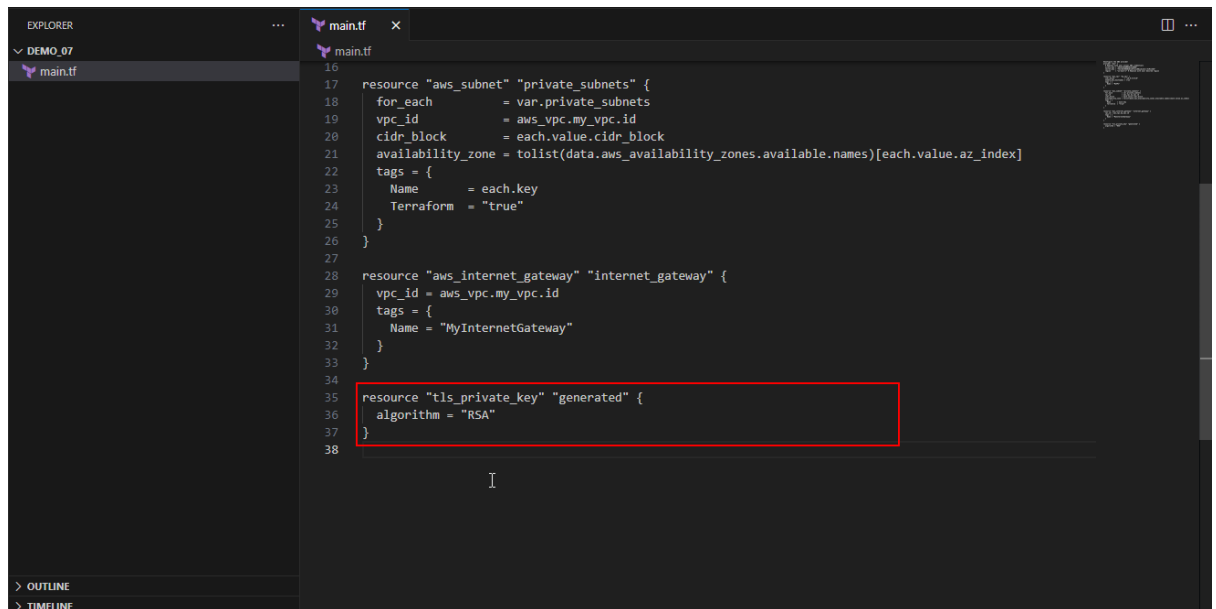 EXPLORER
···
main.tf
DEMO_07
main.tf
main.tf
16
17 resource "aws_subnet" "private_subnets" {
18 for_each = var.private_subnets
19 vpc_id = aws_vpc.my_vpc.id
20 cidr_block = each.value.cidr_block
21 availability_zone = tolist(data.aws_availability_zones.available.names)[each.value.az_index]
22 tags = {
23 Name = each.key
24 Terraform = "true"
25 }
26 }
27
28 resource "aws_internet_gateway" "internet_gateway" {
29 vpc_id = aws_vpc.my_vpc.id
30 tags = {
31 Name = "MyInternetGateway"
32 }
33 }
34
35 resource "tls_private_key" "generated" {
36 algorithm = "RSA"
37 }
38
OUTLINE
TIMELINE